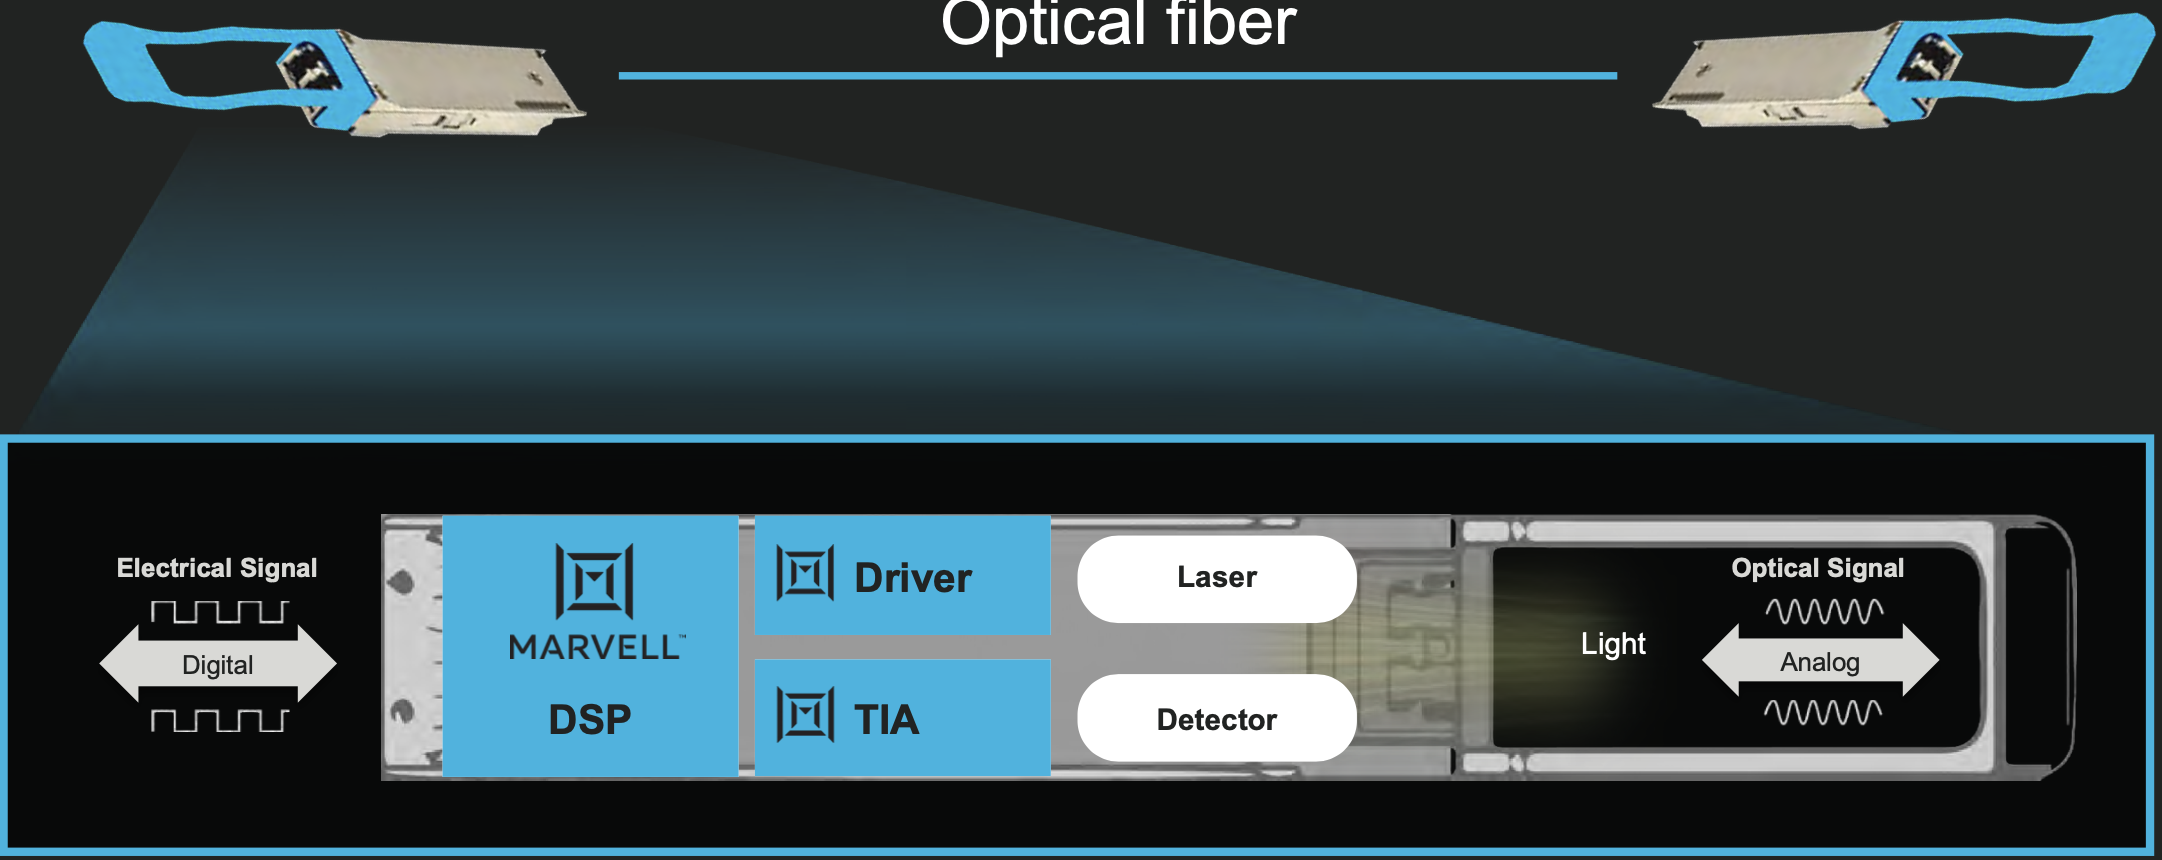 Optical fiber
Electrical Signal
Digital
MARVELL™
DSP
Driver
TIA
Laser
Detector
Light
Optical Signal
Analog